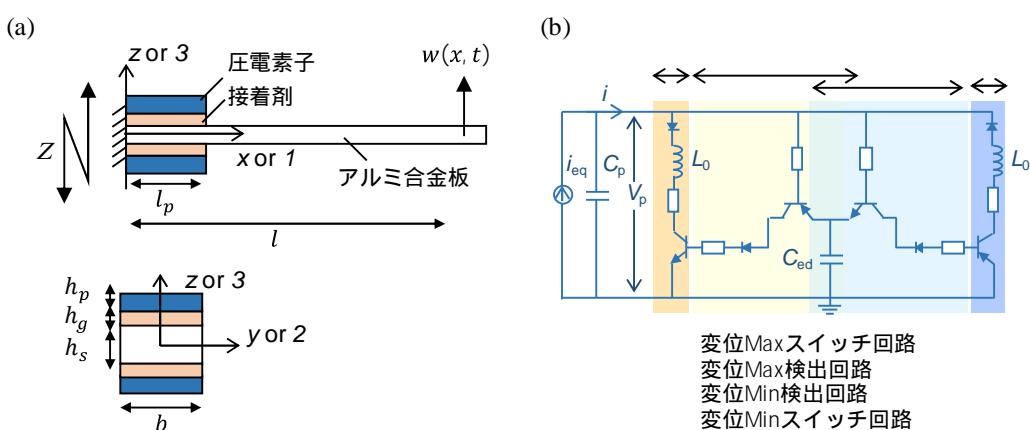 (a)
z or 3
圧電素子
接着剤
w(x, t)
Z
x or 1
アルミ合金板
l_p
l
z or 3
h_p
h_g
h_s
y or 2
b
(b)
i
i_eq
C_p
V_p
L_0
L_0
C_ed
変位Maxスイッチ回路
変位Max検出回路
変位Min検出回路
変位Minスイッチ回路